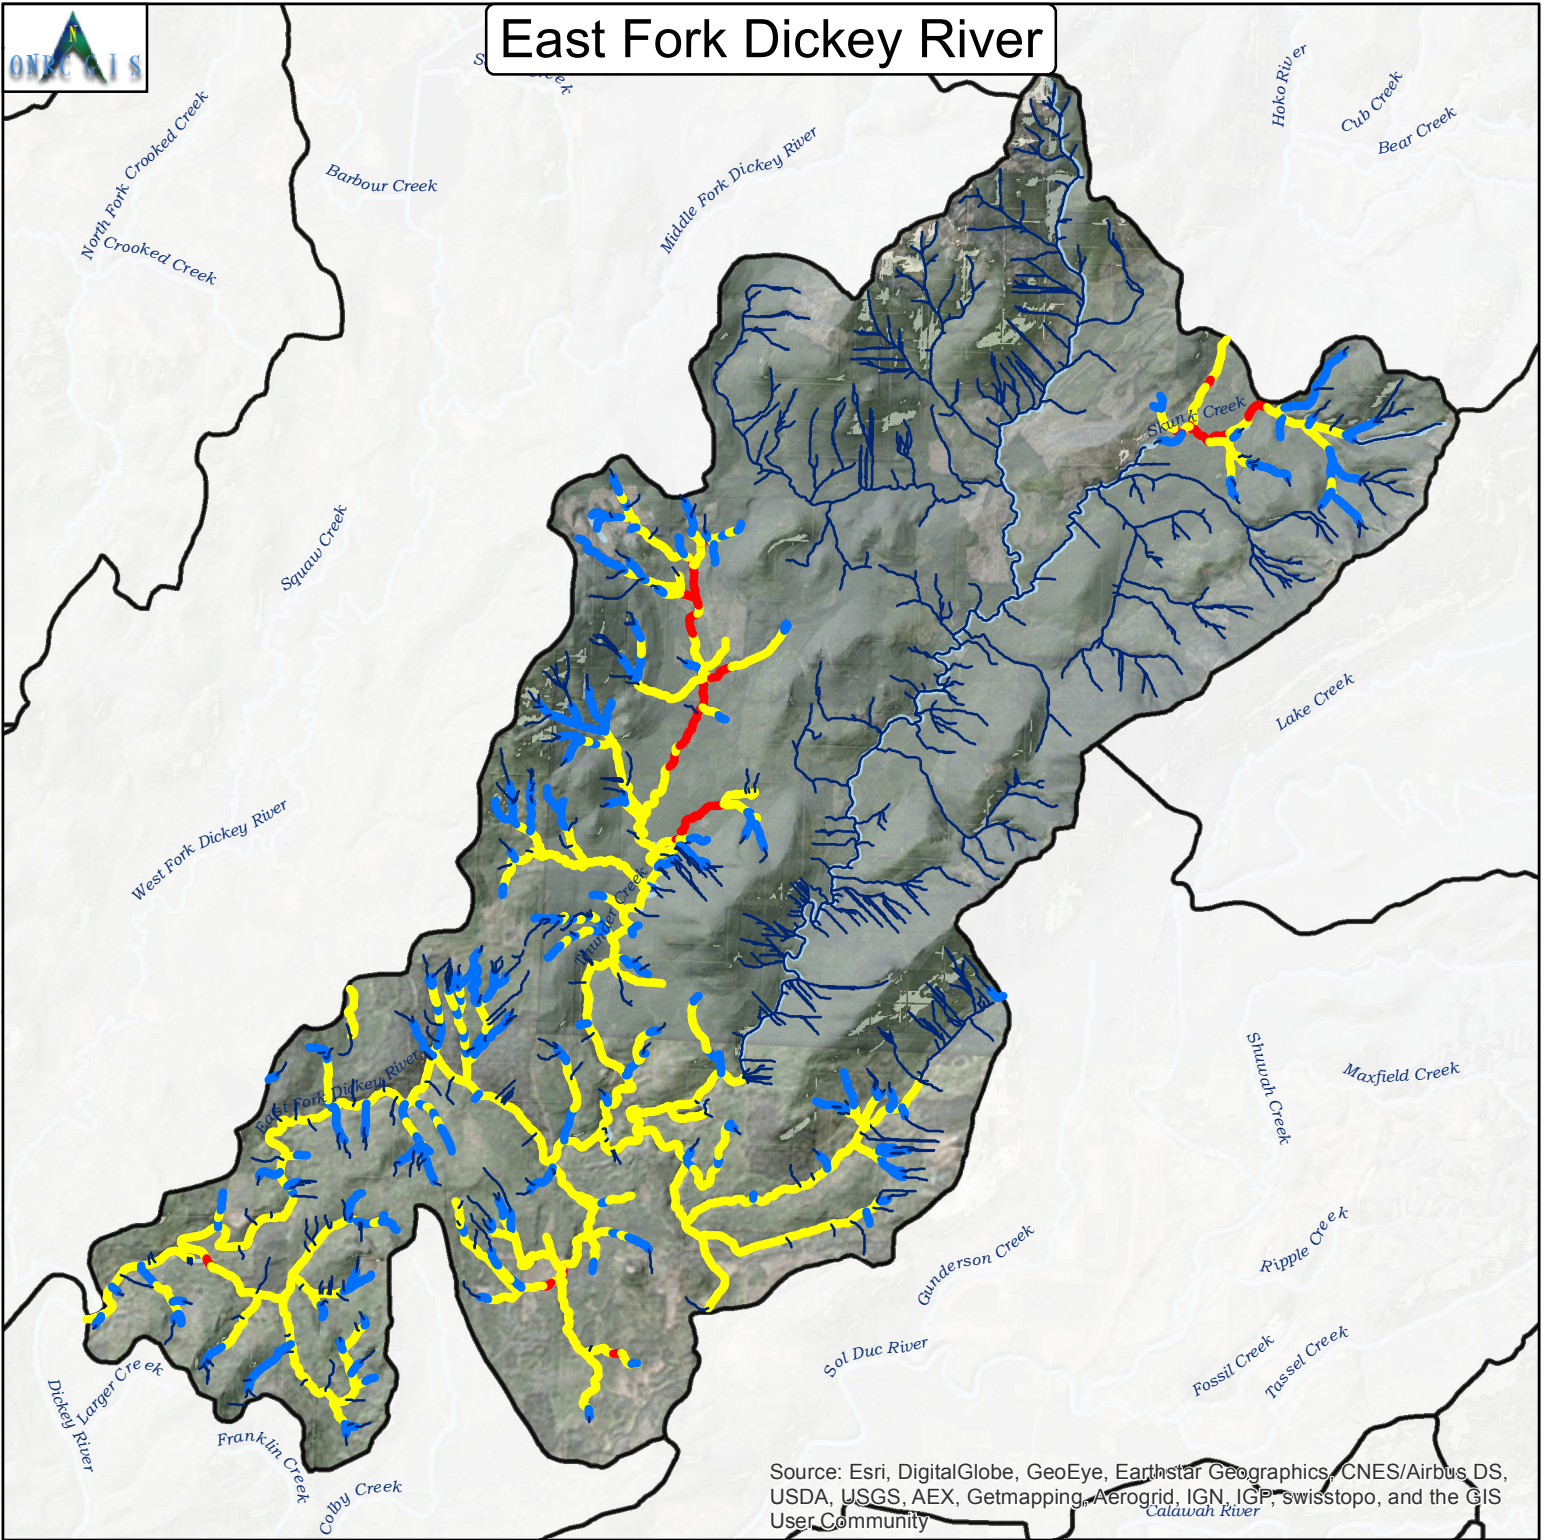 East Fork Dickey River
N
ONRC GIS
Hoko River
Cub Creek
Bear Creek
North Fork Crooked Creek
Crooked Creek
Barbour Creek
Middle Fork Dickey River
Skunk Creek
Squaw Creek
Lake Creek
West Fork Dickey River
Thunder Creek
East Fork Dickey River
Shuwah Creek
Maxfield Creek
Ripple Creek
Gunderson Creek
Sol Duc River
Fossil Creek
Tassel Creek
Dickey River
Larger Creek
Franklin Creek
Colby Creek
Calawah River
Source: Esri, DigitalGlobe, GeoEye, Earthstar Geographics, CNES/Airbus DS,
USDA, USGS, AEX, Getmapping, Aerogrid, IGN, IGP, swisstopo, and the GIS
User Community